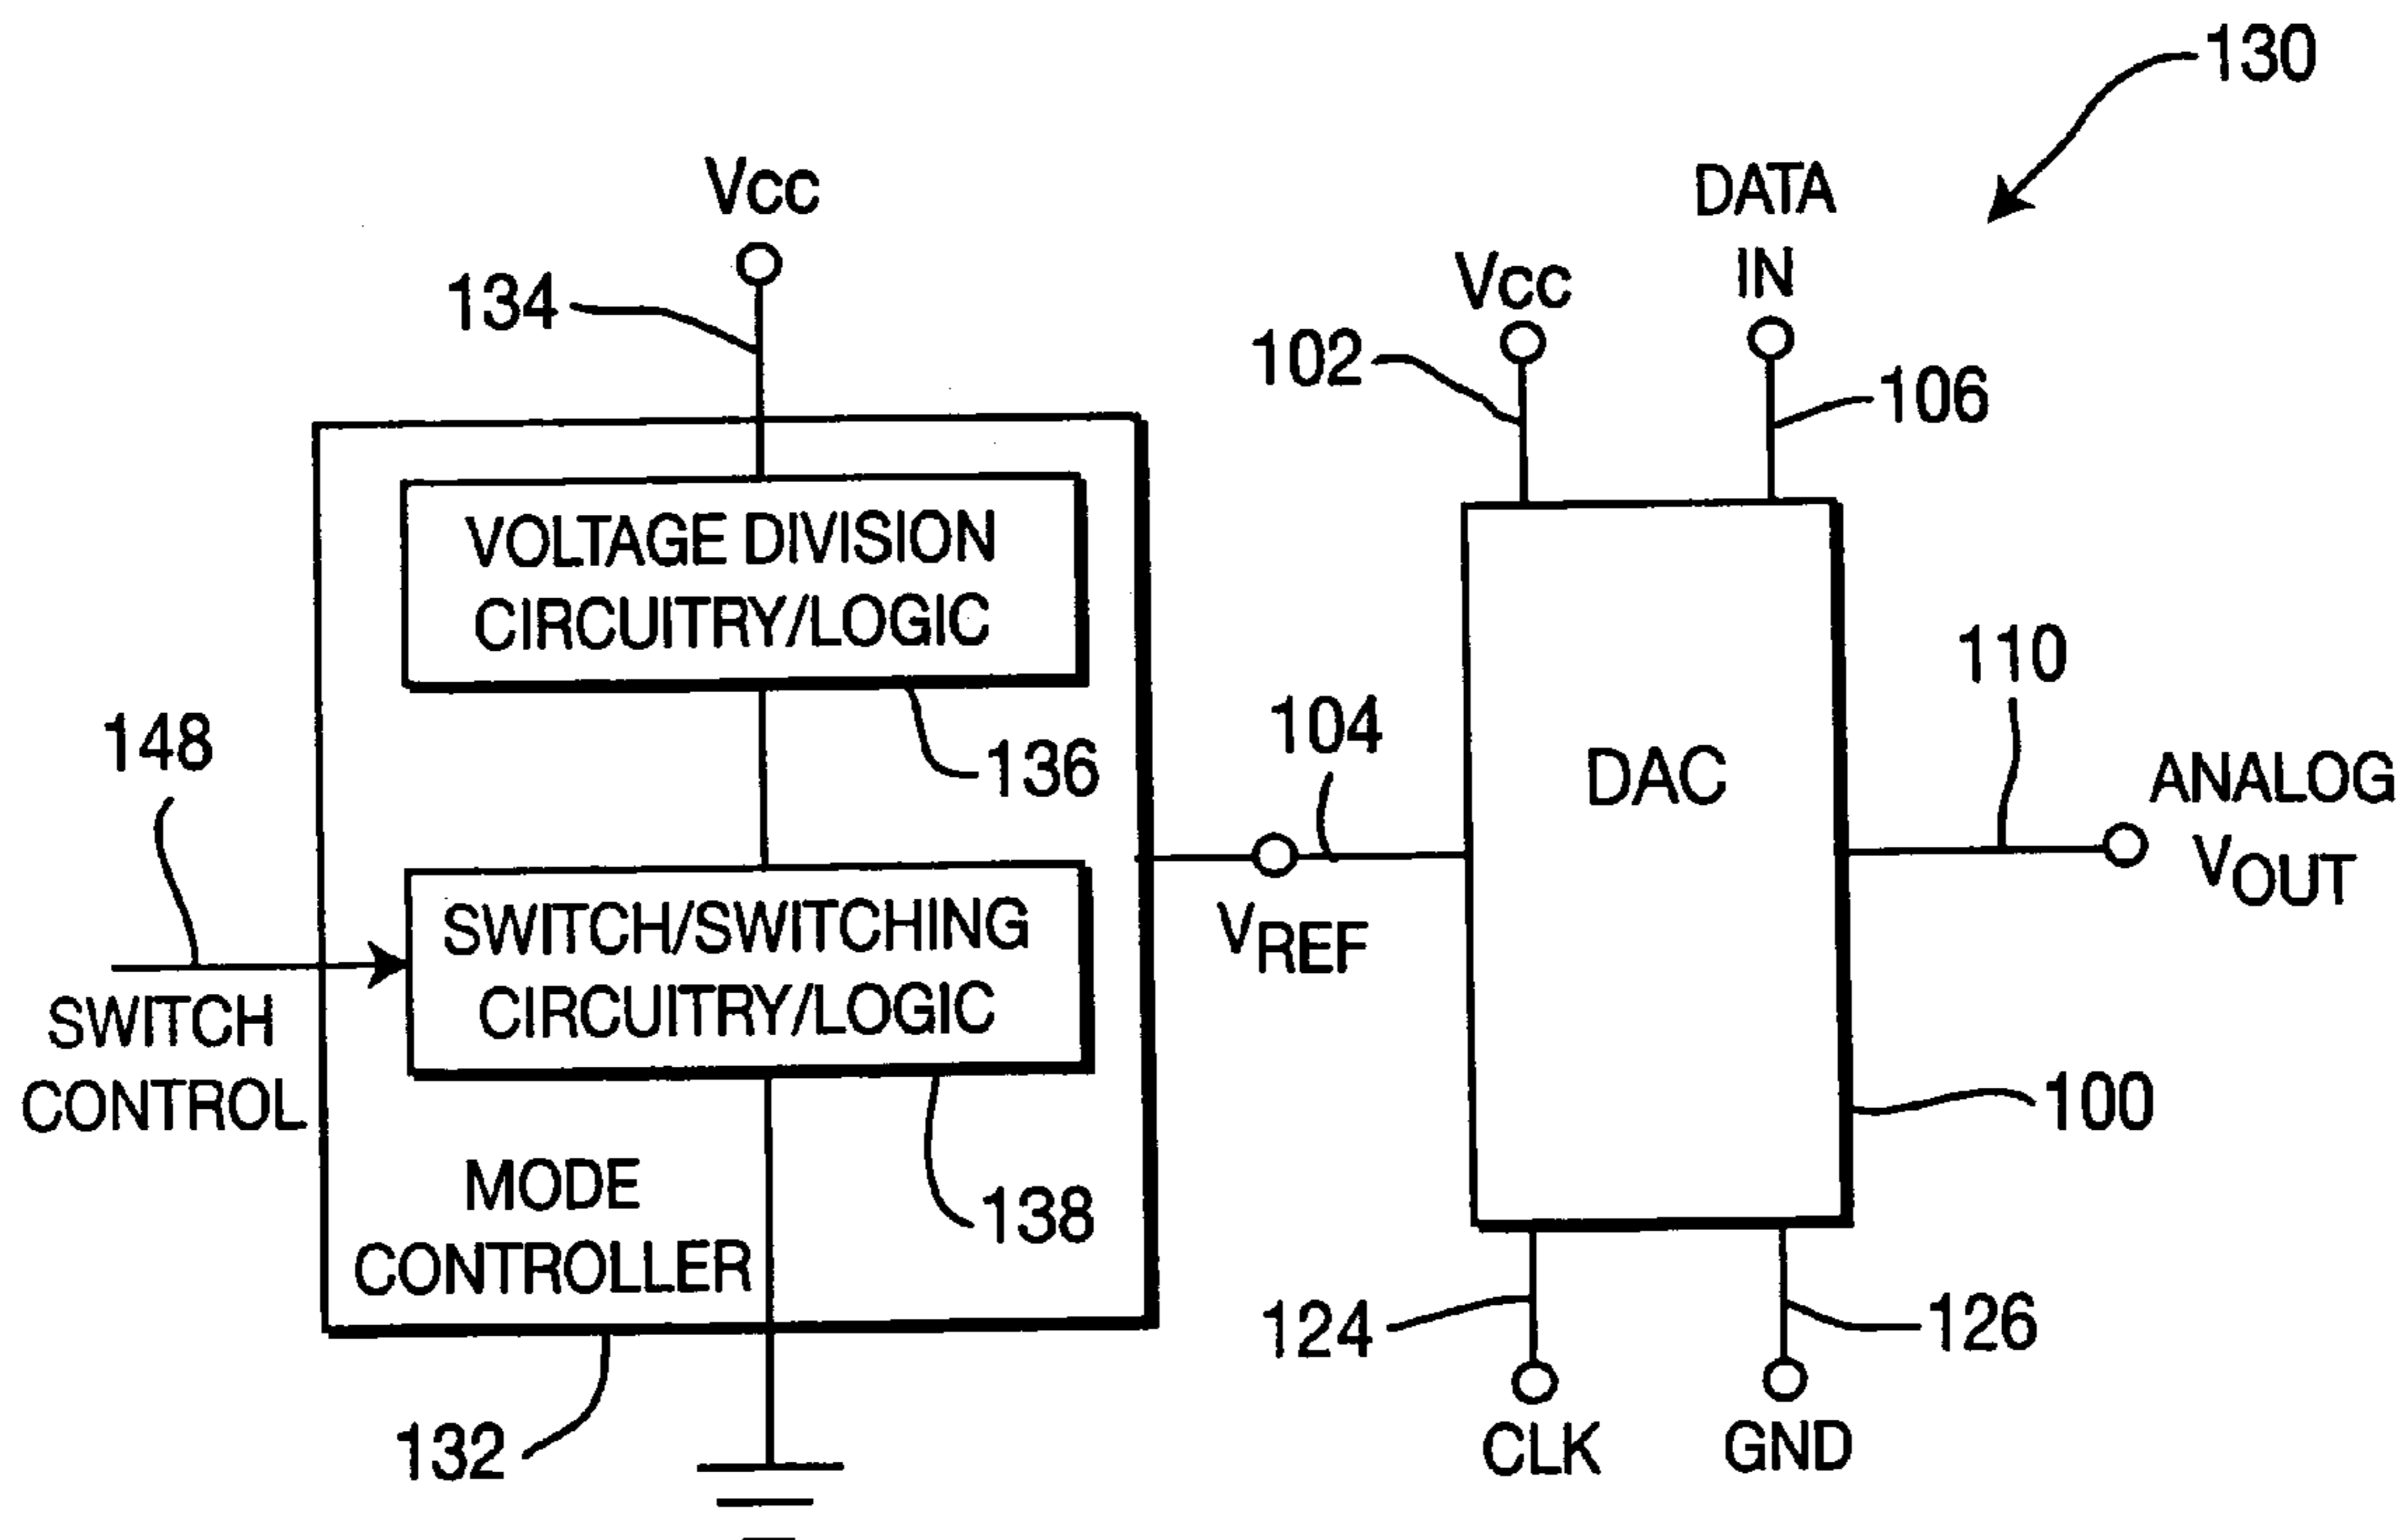 130
VCC
134
VOLTAGE DIVISION
CIRCUITRY/LOGIC
136
148
SWITCH
CONTROL
SWITCH/SWITCHING
CIRCUITRY/LOGIC
138
MODE
CONTROLLER
132
VCC
102
DATA
IN
106
104
VREF
DAC
110
ANALOG
VOUT
100
124
CLK
126
GND